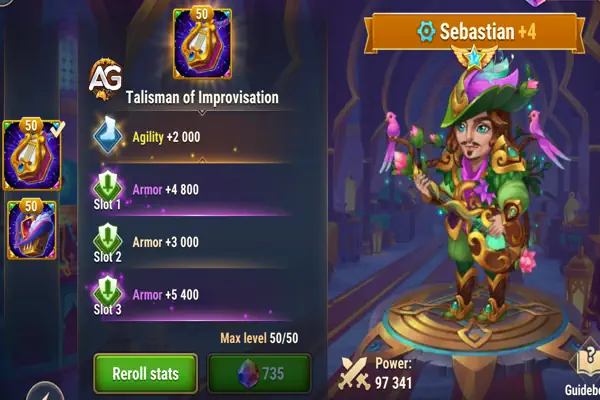 50
Sebastian +4
AG
Talisman of Improvisation
50
Agility +2 000
Armor +4 800
Slot 1
50
Armor +3 000
Slot 2
Armor +5 400
Slot 3
Max level 50/50
Reroll stats
735
Power:
97 341
?
Guidebo